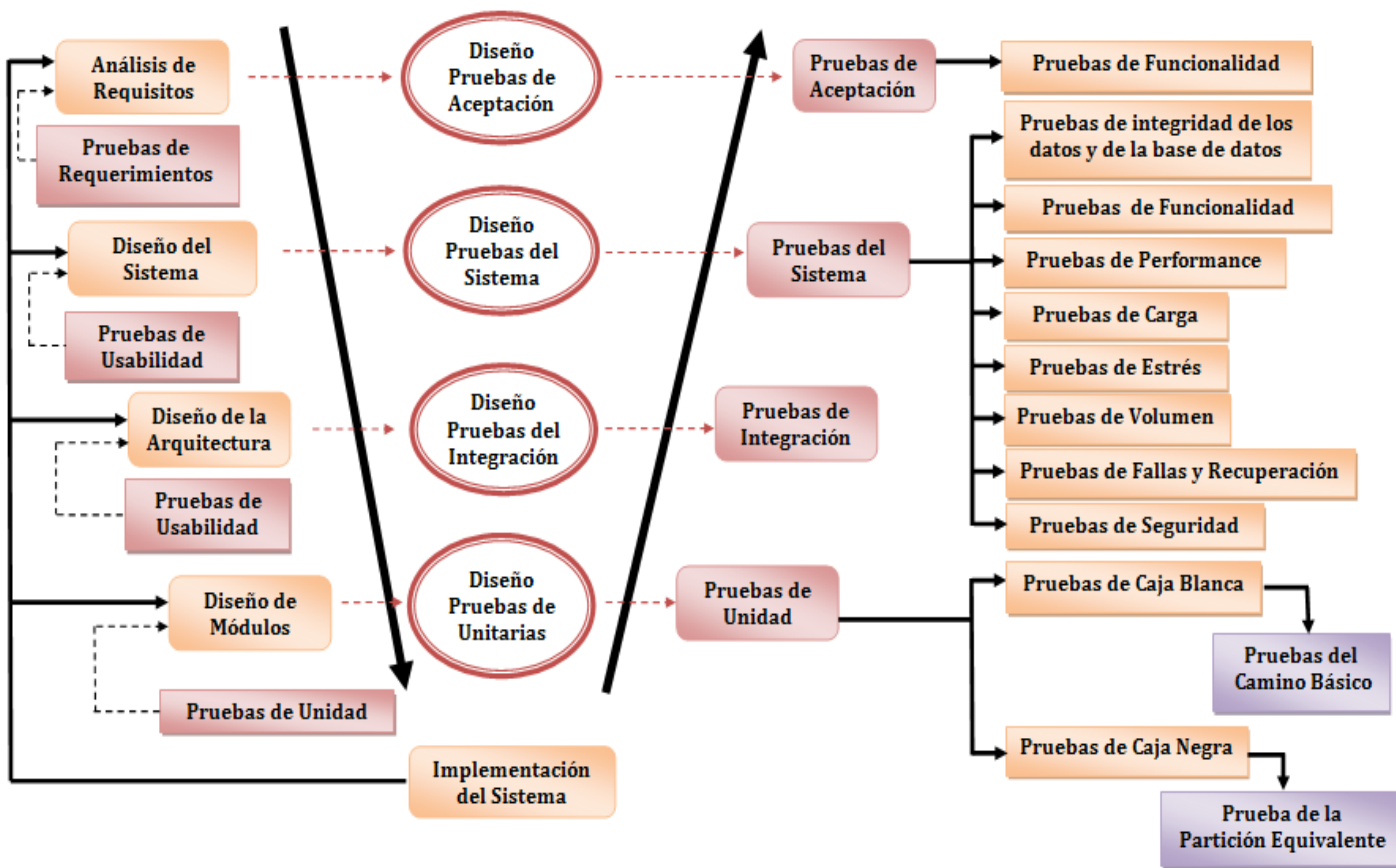 Análisis de
Requisitos
Pruebas de
Requerimientos
Diseño del
Sistema
Pruebas de
Usabilidad
Diseño de la
Arquitectura
Pruebas de
Usabilidad
Diseño de
Módulos
Pruebas de Unidad
Implementación
del Sistema
Diseño
Pruebas de
Aceptación
Diseño
Pruebas del
Sistema
Diseño
Pruebas del
Integración
Diseño
Pruebas de
Unitarias
Pruebas de
Aceptación
Pruebas del
Sistema
Pruebas de
Integración
Pruebas de
Unidad
Pruebas de Funcionalidad
Pruebas de integridad de los
datos y de la base de datos
Pruebas de Funcionalidad
Pruebas de Performance
Pruebas de Carga
Pruebas de Estrés
Pruebas de Volumen
Pruebas de Fallas y Recuperación
Pruebas de Seguridad
Pruebas de Caja Blanca
Pruebas del
Camino Básico
Pruebas de Caja Negra
Prueba de la
Partición Equivalente